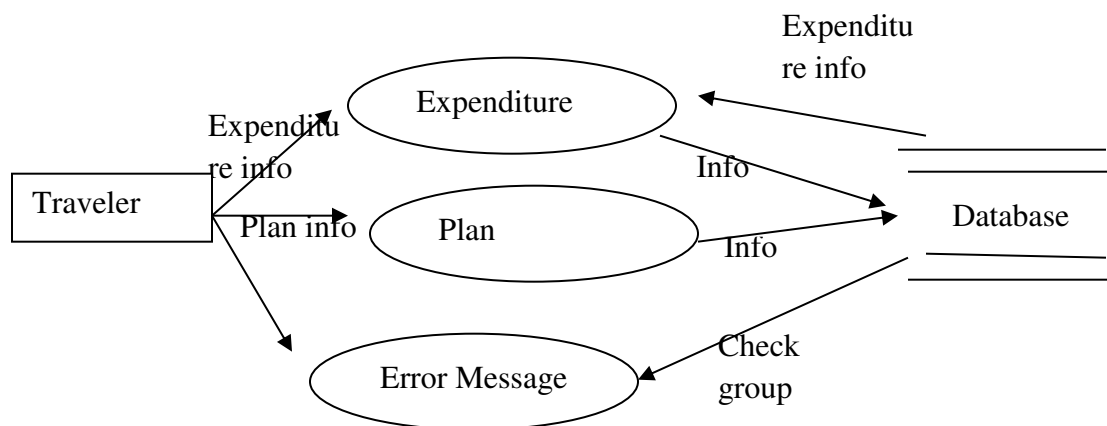 Expenditu
re info
Expenditure
Expenditu
re info
Info
Traveler
Database
Plan info
Plan
Info
Check
group
Error Message